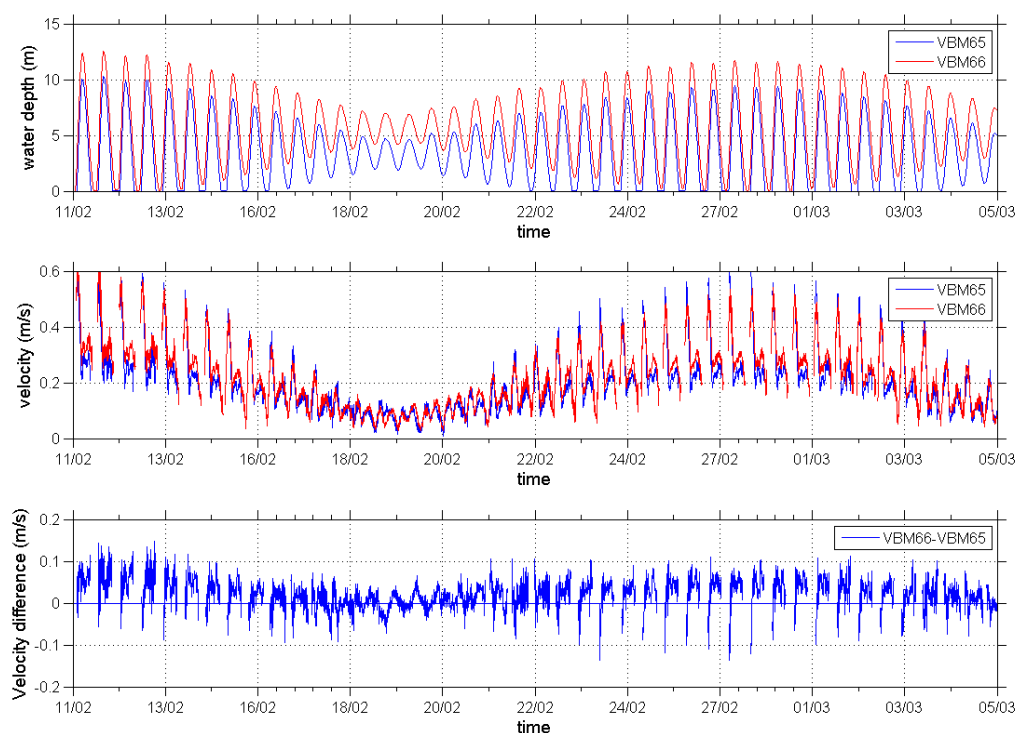 15
10
5
0
water depth (m)
VBM65
VBM66
11/02 13/02 16/02 18/02 20/02 22/02 24/02 27/02 01/03 03/03 05/03
time
0.6
0.4
0.2
0
velocity (m/s)
VBM65
VBM66
11/02 13/02 16/02 18/02 20/02 22/02 24/02 27/02 01/03 03/03 05/03
time
0.2
0.1
0
-0.1
-0.2
Velocity difference (m/s)
VBM66-VBM65
11/02 13/02 16/02 18/02 20/02 22/02 24/02 27/02 01/03 03/03 05/03
time